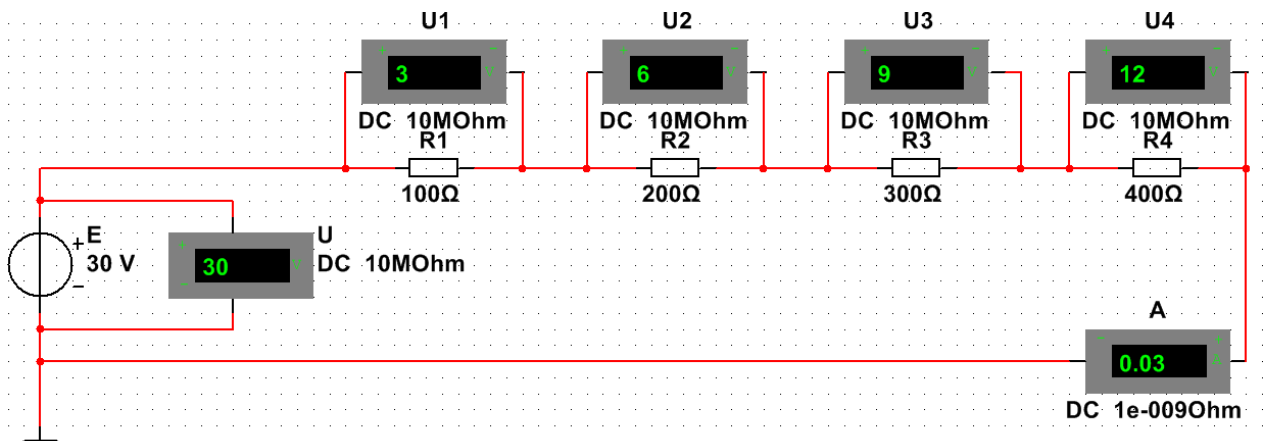 U1 U2 U3 U4
+ − + − + − + −
3 V 6 V 9 V 12 V
DC 10MOhm DC 10MOhm DC 10MOhm DC 10MOhm
R1 R2 R3 R4
100Ω 200Ω 300Ω 400Ω
E U
+ +
30 V 30 V DC 10MOhm
− −
A
− +
0.03 A
DC 1e-009Ohm